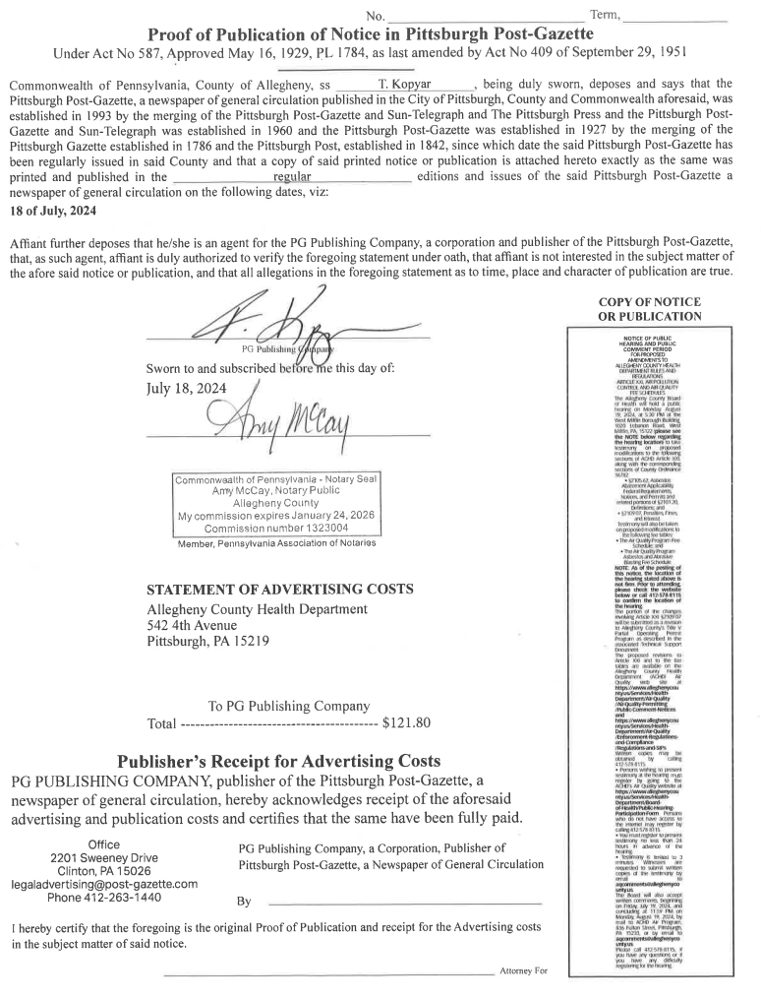 No. Term,
Proof of Publication of Notice in Pittsburgh Post-Gazette
Under Act No 587, Approved May 16, 1929, PL 1784, as last amended by Act No 409 of September 29, 1951
Commonwealth of Pennsylvania, County of Allegheny, ss T. Kopyar , being duly sworn, deposes and says that the
Pittsburgh Post-Gazette, a newspaper of general circulation published in the City of Pittsburgh, County and Commonwealth aforesaid, was
established in 1993 by the merging of the Pittsburgh Post-Gazette and Sun-Telegraph and The Pittsburgh Press and the Pittsburgh Post-
Gazette and Sun-Telegraph was established in 1960 and the Pittsburgh Post-Gazette was established in 1927 by the merging of the
Pittsburgh Gazette established in 1786 and the Pittsburgh Post, established in 1842, since which date the said Pittsburgh Post-Gazette has
been regularly issued in said County and that a copy of said printed notice or publication is attached hereto exactly as the same was
printed and published in the regular editions and issues of the said Pittsburgh Post-Gazette a
newspaper of general circulation on the following dates, viz:
18 of July, 2024
Affiant further deposes that he/she is an agent for the PG Publishing Company, a corporation and publisher of the Pittsburgh Post-Gazette,
that, as such agent, affiant is duly authorized to verify the foregoing statement under oath, that affiant is not interested in the subject matter of
the afore said notice or publication, and that all allegations in the foregoing statement as to time, place and character of publication are true.
PG Publishing Company
Sworn to and subscribed before me this day of:
July 18, 2024
Amy McCay
Commonwealth of Pennsylvania - Notary Seal
Amy McCay, Notary Public
Allegheny County
My commission expires January 24, 2026
Commission number 1323004
Member, Pennsylvania Association of Notaries
STATEMENT OF ADVERTISING COSTS
Allegheny County Health Department
542 4th Avenue
Pittsburgh, PA 15219
To PG Publishing Company
Total ----------------------------------------- $121.80
Publisher's Receipt for Advertising Costs
PG PUBLISHING COMPANY, publisher of the Pittsburgh Post-Gazette, a
newspaper of general circulation, hereby acknowledges receipt of the aforesaid
advertising and publication costs and certifies that the same have been fully paid.
Office
2201 Sweeney Drive
Clinton, PA 15026
legaladvertising@post-gazette.com
Phone 412-263-1440
PG Publishing Company, a Corporation, Publisher of
Pittsburgh Post-Gazette, a Newspaper of General Circulation
By
I hereby certify that the foregoing is the original Proof of Publication and receipt for the Advertising costs
in the subject matter of said notice.
Attorney For
COPY OF NOTICE
OR PUBLICATION
NOTICE OF PUBLIC
HEARING AND PUBLIC
COMMENT PERIOD
FOR PROPOSED
AMENDMENTS TO
ALLEGHENY COUNTY HEALTH
DEPARTMENT RULES AND
REGULATIONS
ARTICLE XXI, AIR POLLUTION
CONTROL AND AIR QUALITY
FEE SCHEDULES
The Allegheny County Board
of Health will hold a public
hearing on Monday August
19, 2024, at 5:30 PM at the
West Mifflin Borough Building,
1020 Lebanon Road, West
Mifflin, PA, 15122 (please see
the NOTE below regarding
the hearing location) to take
testimony on proposed
modifications to the following
sections of ACHD Article XXI,
along with the corresponding
sections of County Ordinance
16782
• §2105.62, Asbestos
Abatement Applicability,
Federal Requirements,
Notices, and Permits and
related portions of §2101.20,
Definitions; and
• §2109.07, Penalties, Fines,
and Interest
Testimony will also be taken
on proposed modifications to
the following fee tables:
• The Air Quality Program Fee
Schedule; and
• The Air Quality Program
Asbestos and Abrasive
Blasting Fee Schedule
NOTE: As of the posting of
this notice, the location of
the hearing stated above is
not firm. Prior to attending,
please check the website
below or call 412-578-8115
to confirm the location of
the hearing.
The portion of the changes
involving Article XXI §2109.07
will be submitted as a revision
to Allegheny County's Title V
Partial Operating Permit
Program as described in the
associated Technical Support
Document
The proposed revisions to
Article XXI and to the fee
tables are available on the
Allegheny County Health
Department (ACHD) Air
Quality web site at
https://www.alleghenycou
ntyus/Services/Health-
Department/Air-Quality
/Air-Quality-Permitting
/Public-Comment-Notices
and
https://www.alleghenycou
ntyus/Services/Health-
Department/Air-Quality
/Enforcement-Regulations-
and-Compliance
/Regulations-and-SIPs
Written copies may be
obtained by calling
412-578-8115
• Persons wishing to present
testimony at the hearing must
register by going to the
ACHD's Air Quality website at
https://www.alleghenycou
ntyus/Services/Health-
Department/Board-
of-Health/Public-Hearing-
Participation-Form Persons
who do not have access to
the internet may register by
calling 412-578-8115
• You must register to present
testimony no less than 24
hours in advance of the
hearing
• Testimony is limited to 3
minutes Witnesses are
requested to submit written
copies of the testimony by
email to
aqcomments@alleghenyco
unty.us
The Board will also accept
written comments, beginning
on Friday, July 19, 2024, and
concluding at 11:59 PM on
Monday August 19, 2024, by
mail to ACHD Air Program,
836 Fulton Street, Pittsburgh,
PA 15233, or by email to
aqcomments@alleghenyco
unty.us
Please call 412-578-8115, if
you have any questions or if
you have any difficulty
registering for the hearing